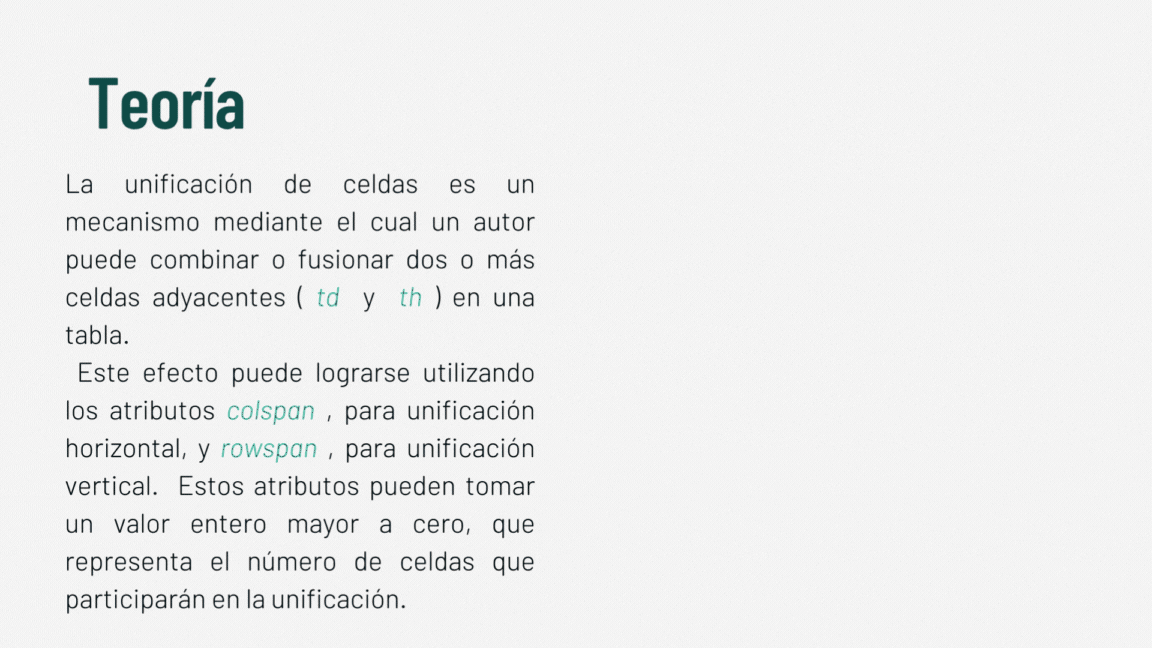 Teoría
La unificación de celdas es un
mecanismo mediante el cual un autor
puede combinar o fusionar dos o más
celdas adyacentes ( td y th ) en una
tabla.
Este efecto puede lograrse utilizando
los atributos colspan , para unificación
horizontal, y rowspan , para unificación
vertical. Estos atributos pueden tomar
un valor entero mayor a cero, que
representa el número de celdas que
participarán en la unificación.